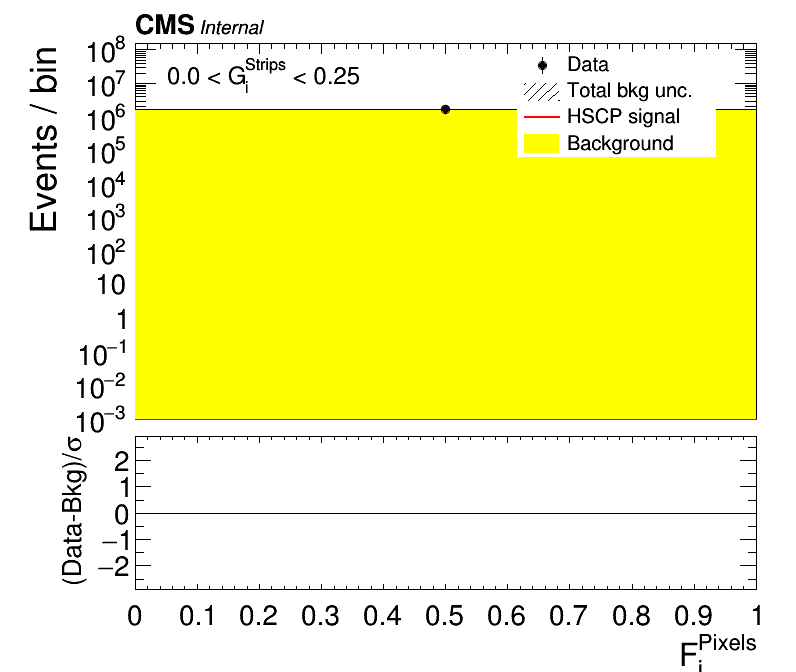 CMS Internal
0.0 < G_i^Strips < 0.25
Data
Total bkg unc.
HSCP signal
Background
Events / bin
10^8
10^7
10^6
10^5
10^4
10^3
10^2
10
1
10^−1
10^−2
10^−3
(Data-Bkg)/σ
2
1
0
−1
−2
0 0.1 0.2 0.3 0.4 0.5 0.6 0.7 0.8 0.9 1
F_i^Pixels